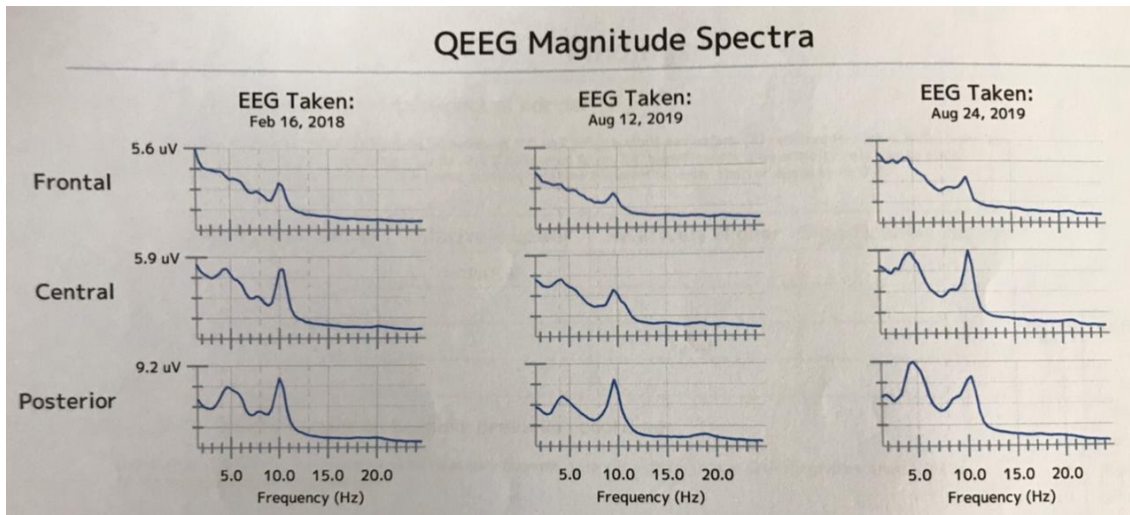 QEEG Magnitude Spectra
EEG Taken:
Feb 16, 2018
EEG Taken:
Aug 12, 2019
EEG Taken:
Aug 24, 2019
5.6 uV
Frontal
5.9 uV
Central
9.2 uV
Posterior
5.0 10.0 15.0 20.0
Frequency (Hz)
5.0 10.0 15.0 20.0
Frequency (Hz)
5.0 10.0 15.0 20.0
Frequency (Hz)